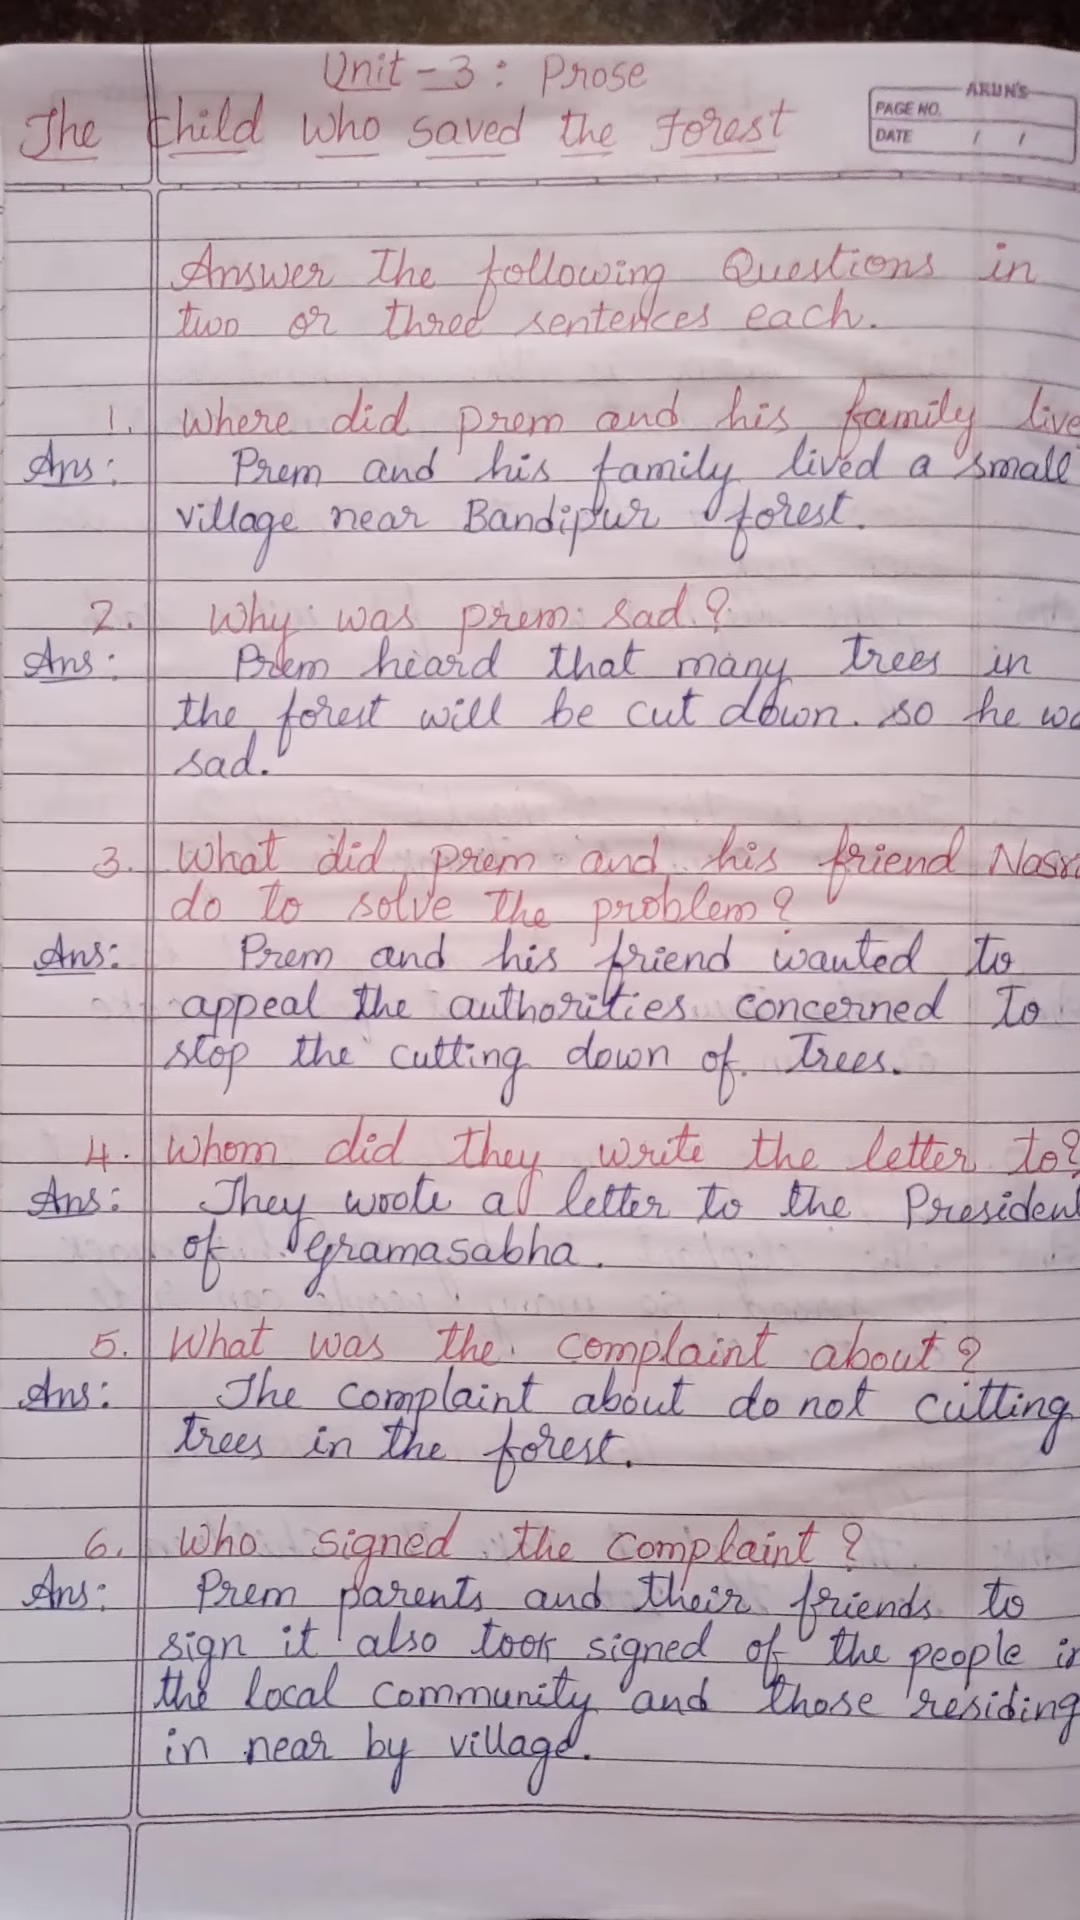 Unit - 3 : Prose
The Child who saved the Forest
ARUN'S
PAGE NO.
DATE / /
Answer the following Questions in
two or three sentences each.
1. Where did prem and his family live
Ans: Prem and his family lived a small
village near Bandipur forest.
2. Why was prem sad ?
Ans: Prem heard that many trees in
the forest will be cut down. so he
sad.
3. What did prem and his friend
do to solve the problem ?
Ans: Prem and his friend wanted to
appeal the authorities concerned to
stop the cutting down of Trees.
4. Whom did they write the letter to?
Ans: They wrote a letter to the President
of Gramasabha.
5. What was the complaint about ?
Ans: The complaint about do not cutting
trees in the forest.
6. Who signed the complaint ?
Ans: Prem parents and their friends to
sign it also took signed of the people in
the local community and those residing
in near by village.